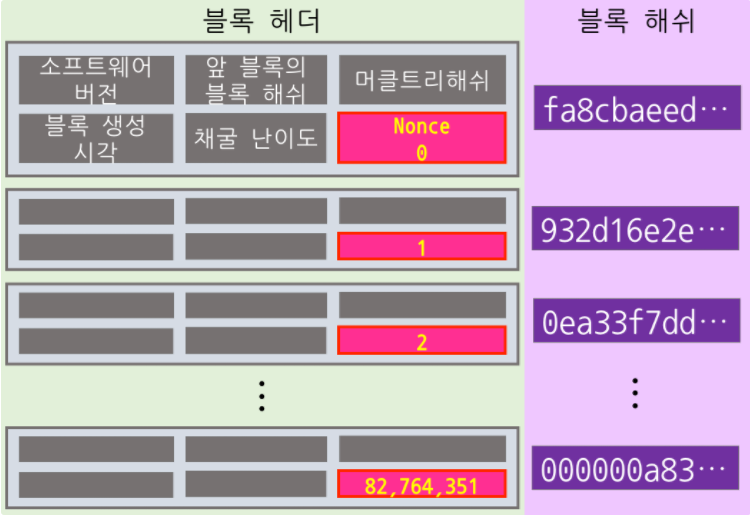 블록 헤더
블록 해쉬
소프트웨어
버전
앞 블록의
블록 해쉬
머클트리해쉬
블록 생성
시각
채굴 난이도
Nonce
0
fa8cbaeed…
1
932d16e2e…
2
0ea33f7dd…
⋮
⋮
82,764,351
000000a83…